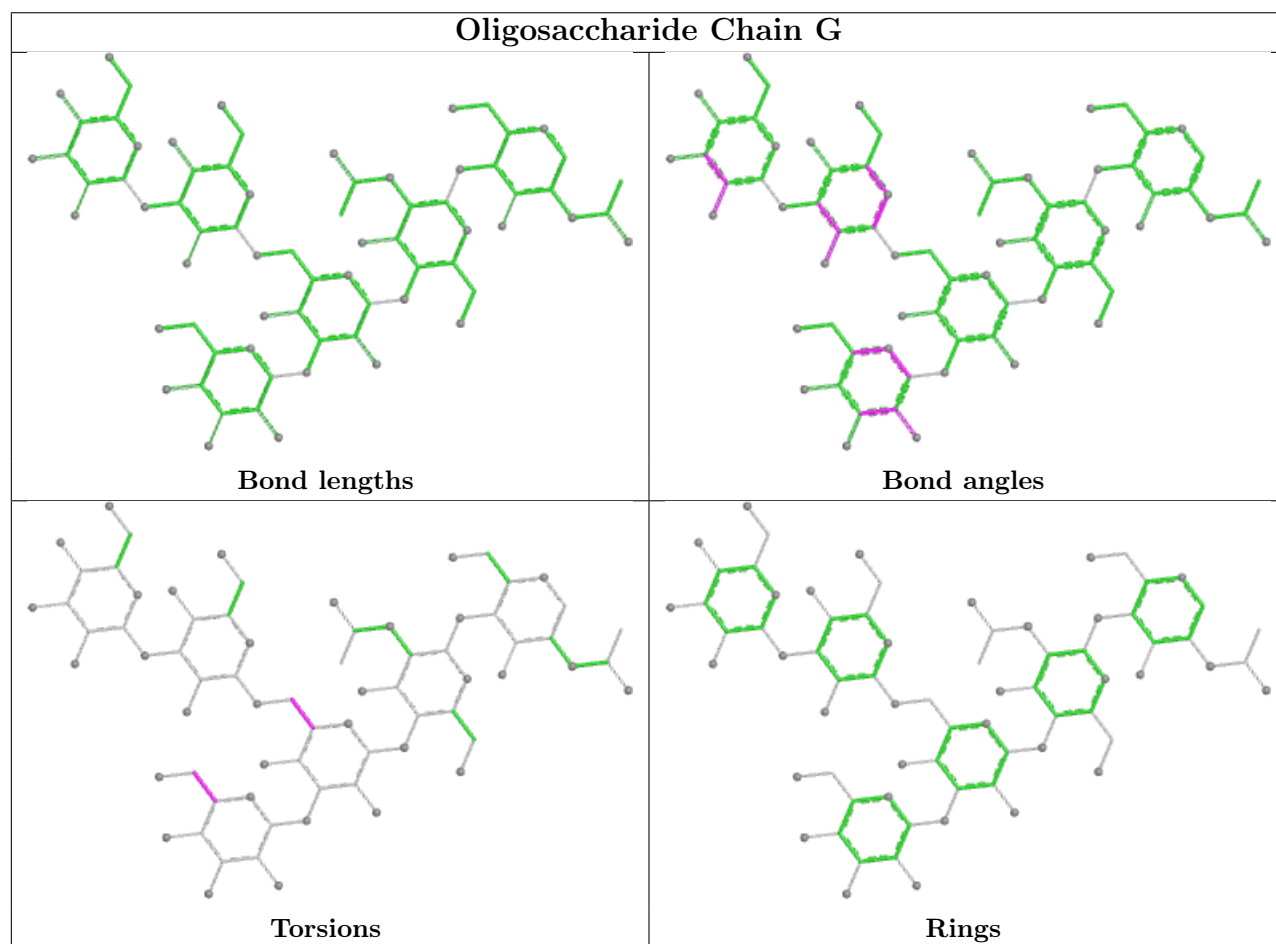 Oligosaccharide Chain G
Bond lengths
Bond angles
Torsions
Rings